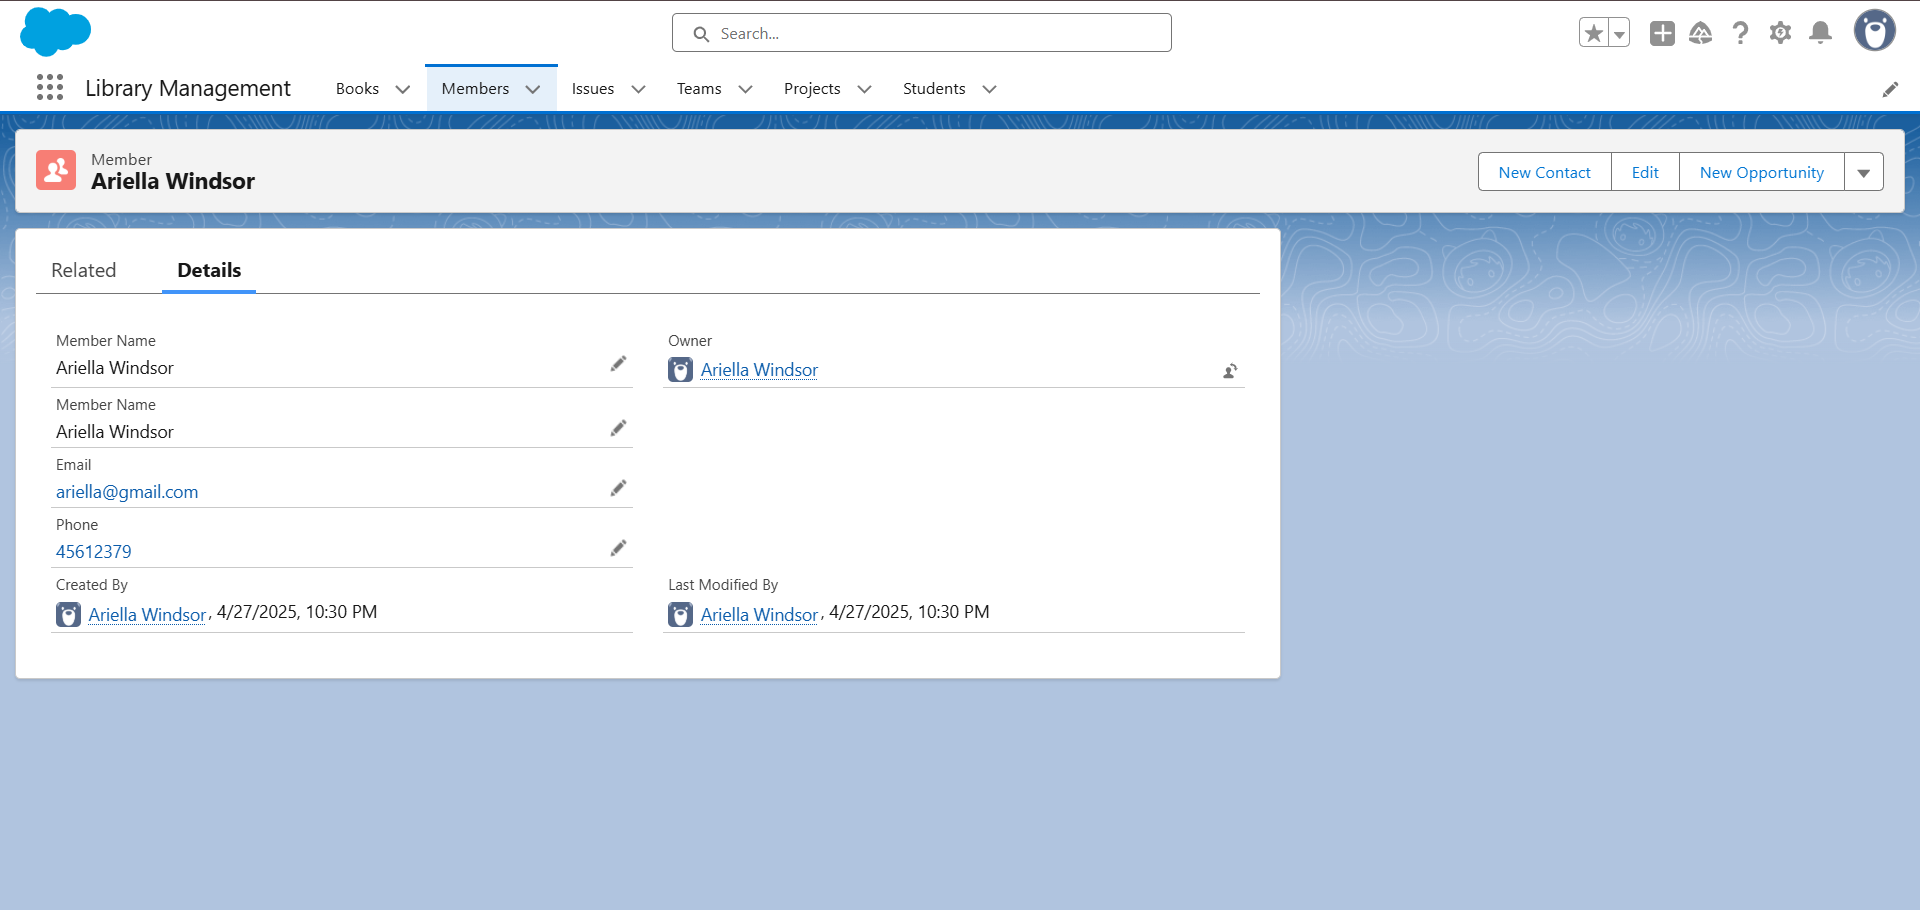 Search...
Library Management
Books
Members
Issues
Teams
Projects
Students
Member
Ariella Windsor
New Contact
Edit
New Opportunity
Related
Details
Member Name
Ariella Windsor
Owner
Ariella Windsor
Member Name
Ariella Windsor
Email
ariella@gmail.com
Phone
45612379
Created By
Ariella Windsor, 4/27/2025, 10:30 PM
Last Modified By
Ariella Windsor, 4/27/2025, 10:30 PM